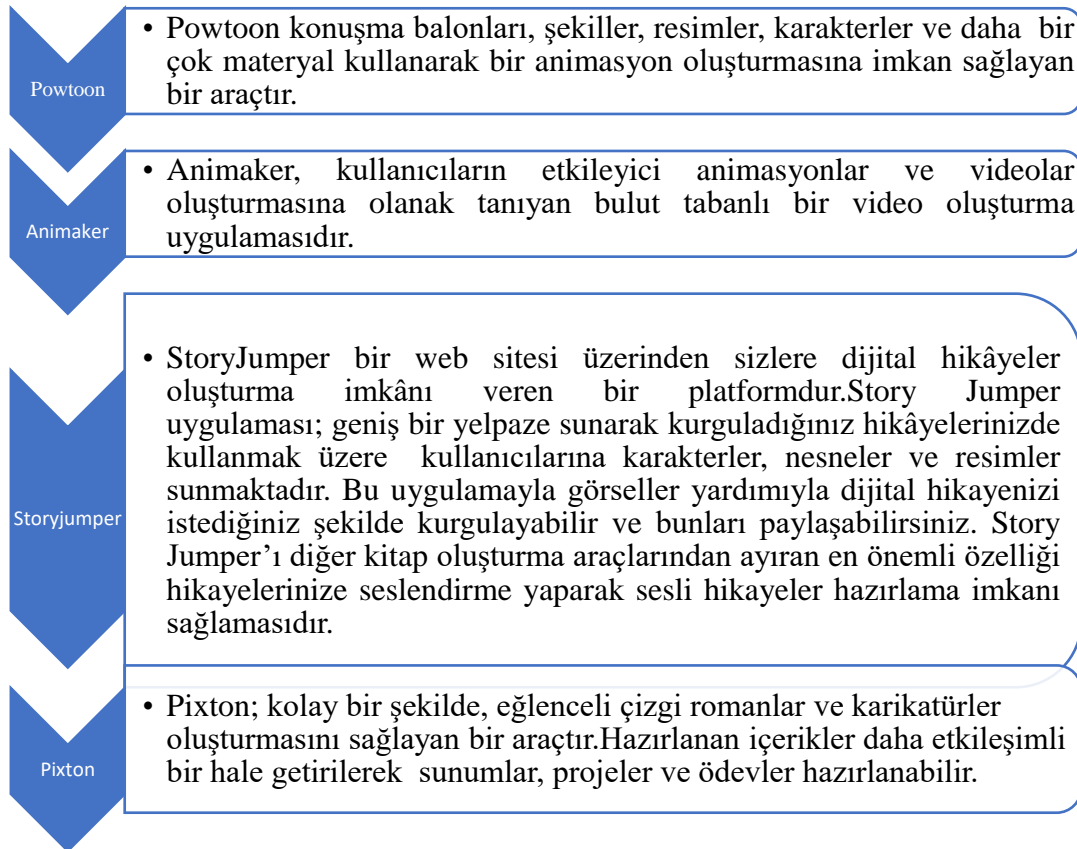 Powtoon
• Powtoon konuşma balonları, şekiller, resimler, karakterler ve daha bir
çok materyal kullanarak bir animasyon oluşturmasına imkan sağlayan
bir araçtır.
Animaker
• Animaker, kullanıcıların etkileyici animasyonlar ve videolar
oluşturmasına olanak tanıyan bulut tabanlı bir video oluşturma
uygulamasıdır.
Storyjumper
• StoryJumper bir web sitesi üzerinden sizlere dijital hikâyeler
oluşturma imkânı veren bir platformdur.Story Jumper
uygulaması; geniş bir yelpaze sunarak kurguladığınız hikâyelerinizde
kullanmak üzere kullanıcılarına karakterler, nesneler ve resimler
sunmaktadır. Bu uygulamayla görseller yardımıyla dijital hikayenizi
istediğiniz şekilde kurgulayabilir ve bunları paylaşabilirsiniz. Story
Jumper’ı diğer kitap oluşturma araçlarından ayıran en önemli özelliği
hikayelerinize seslendirme yaparak sesli hikayeler hazırlama imkanı
sağlamasıdır.
Pixton
• Pixton; kolay bir şekilde, eğlenceli çizgi romanlar ve karikatürler
oluşturmasını sağlayan bir araçtır.Hazırlanan içerikler daha etkileşimli
bir hale getirilerek sunumlar, projeler ve ödevler hazırlanabilir.